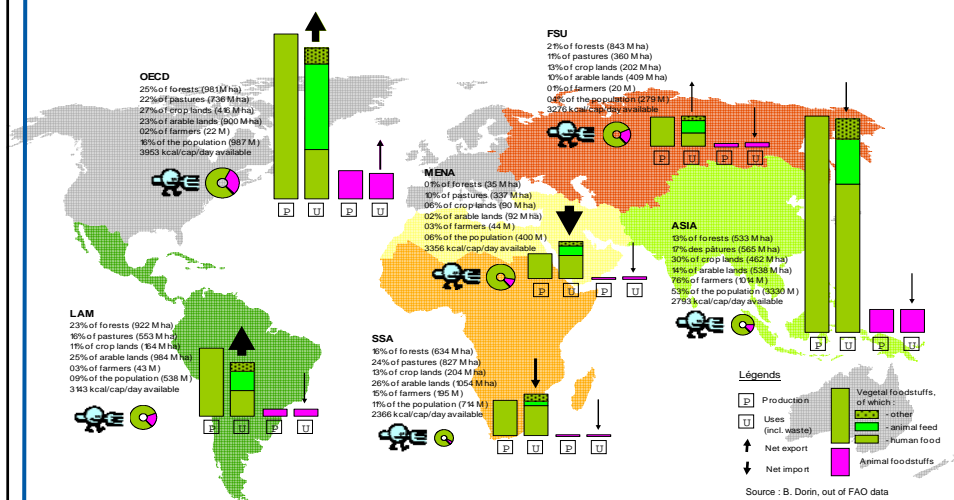 OECD
25% of forests (981 M ha)
22% of pastures (736 M ha)
27% of crop lands (416 M ha)
23% of arable lands (900 M ha)
02% of farmers (22 M)
16% of the population (987 M)
3953 kcal/cap/day available
P U P U
FSU
21% of forests (843 M ha)
11% of pastures (360 M ha)
13% of crop lands (202 M ha)
10% of arable lands (409 M ha)
01% of farmers (20 M)
04% of the population (279 M)
3276 kcal/cap/day available
P U P U
MENA
01% of forests (35 M ha)
10% of pastures (337 M ha)
06% of crop lands (90 M ha)
02% of arable lands (92 M ha)
03% of farmers (44 M)
06% of the population (400 M)
3356 kcal/cap/day available
P U P U
ASIA
13% of forests (533 M ha)
17% des pâtures (565 M ha)
30% of crop lands (462 M ha)
14% of arable lands (538 M ha)
76% of farmers (1014 M)
53% of the population (3330 M)
2793 kcal/cap/day available
P U P U
LAM
23% of forests (922 M ha)
16% of pastures (553 M ha)
11% of crop lands (164 M ha)
25% of arable lands (984 M ha)
03% of farmers (43 M)
09% of the population (538 M)
3143 kcal/cap/day available
P U P U
SSA
16% of forests (634 M ha)
24% of pastures (827 M ha)
13% of crop lands (204 M ha)
26% of arable lands (1054 M ha)
15% of farmers (195 M)
11% of the population (714 M)
2366 kcal/cap/day available
P U P U
Légends
P Production
U Uses
(incl. waste)
Net export
Net import
Vegetal foodstuffs,
of which :
- other
- animal feed
- human food
Animal foodstuffs
Source : B. Dorin, out of FAO data